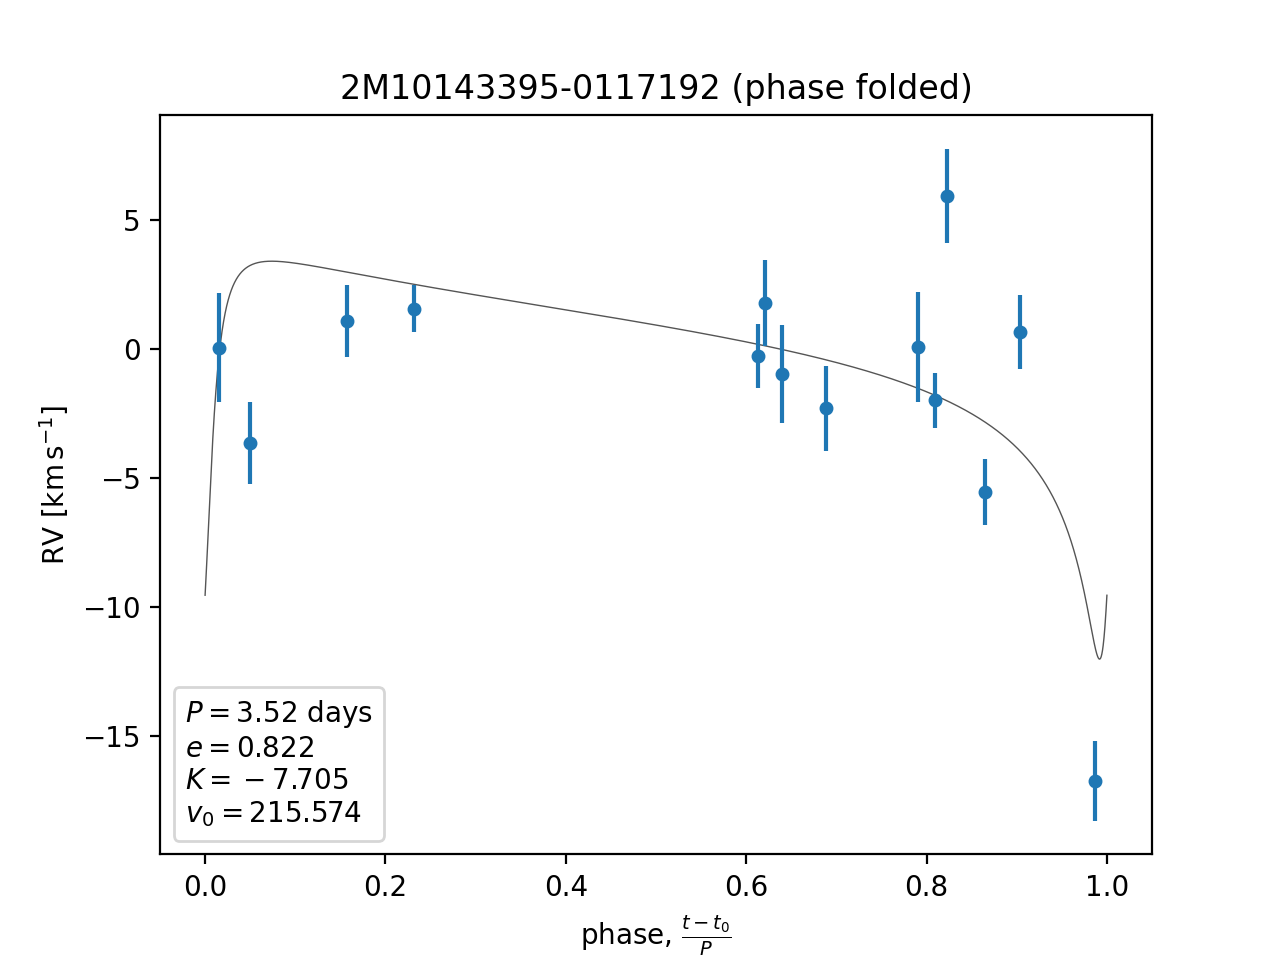 2M10143395-0117192 (phase folded)
RV [km s⁻¹]
5
0
−5
−10
−15
P = 3.52 days
e = 0.822
K = −7.705
v₀ = 215.574
0.0 0.2 0.4 0.6 0.8 1.0
phase, (t − t₀)/P